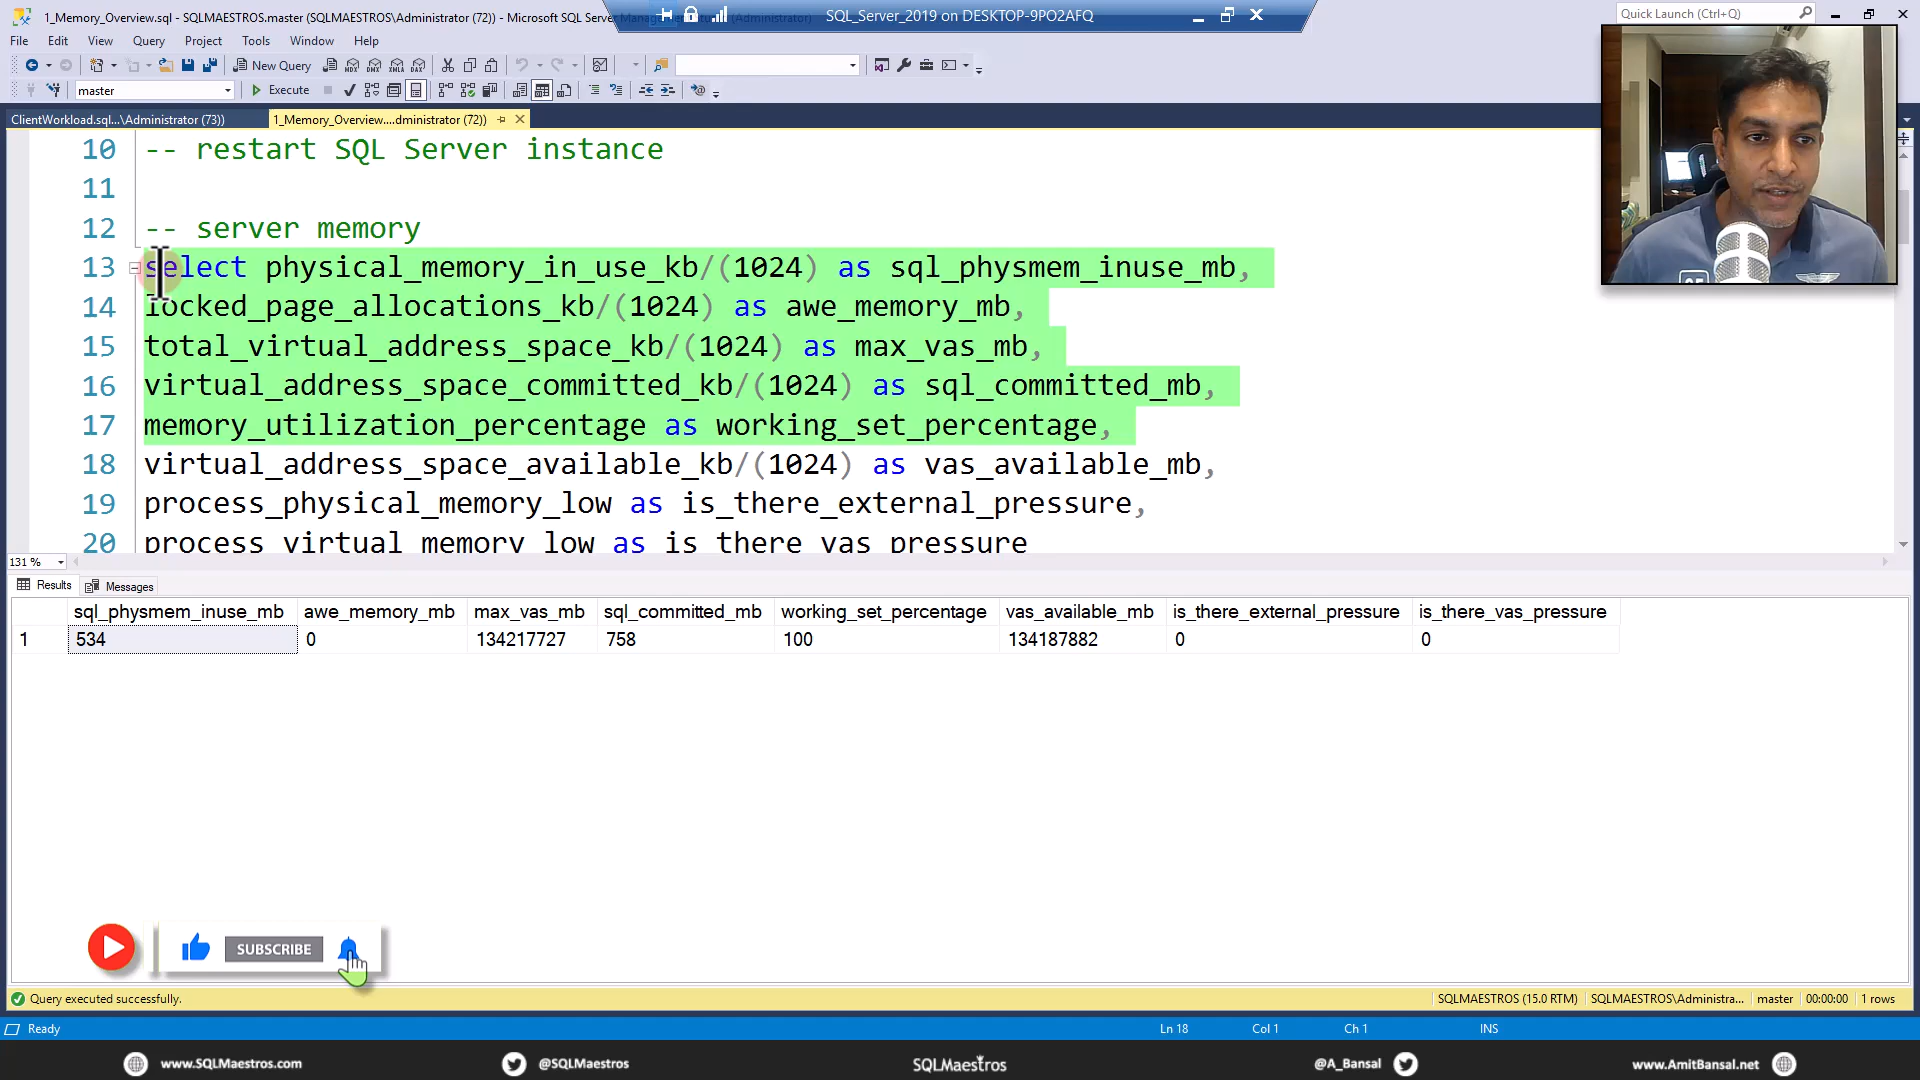 1_Memory_Overview.sql - SQLMAESTROS.master (SQLMAESTROS\Administrator (72)) - Microsoft SQL Server
SQL_Server_2019 on DESKTOP-9PO2AFQ
Quick Launch (Ctrl+Q)
File Edit View Query Project Tools Window Help
New Query
master
Execute
ClientWorkload.sql...\Administrator (73))
1_Memory_Overview....dministrator (72))
10 -- restart SQL Server instance
11
12 -- server memory
13 select physical_memory_in_use_kb/(1024) as sql_physmem_inuse_mb,
14 locked_page_allocations_kb/(1024) as awe_memory_mb,
15 total_virtual_address_space_kb/(1024) as max_vas_mb,
16 virtual_address_space_committed_kb/(1024) as sql_committed_mb,
17 memory_utilization_percentage as working_set_percentage,
18 virtual_address_space_available_kb/(1024) as vas_available_mb,
19 process_physical_memory_low as is_there_external_pressure,
20 process_virtual_memory_low as is_there_vas_pressure
131 %
Results Messages
sql_physmem_inuse_mb awe_memory_mb max_vas_mb sql_committed_mb working_set_percentage vas_available_mb is_there_external_pressure is_there_vas_pressure
1 534 0 134217727 758 100 134187882 0 0
SUBSCRIBE
Query executed successfully.
SQLMAESTROS (15.0 RTM) SQLMAESTROS\Administra... master 00:00:00 1 rows
Ready
Ln 18 Col 1 Ch 1 INS
www.SQLMaestros.com
@SQLMaestros
SQLMaestros
@A_Bansal
www.AmitBansal.net